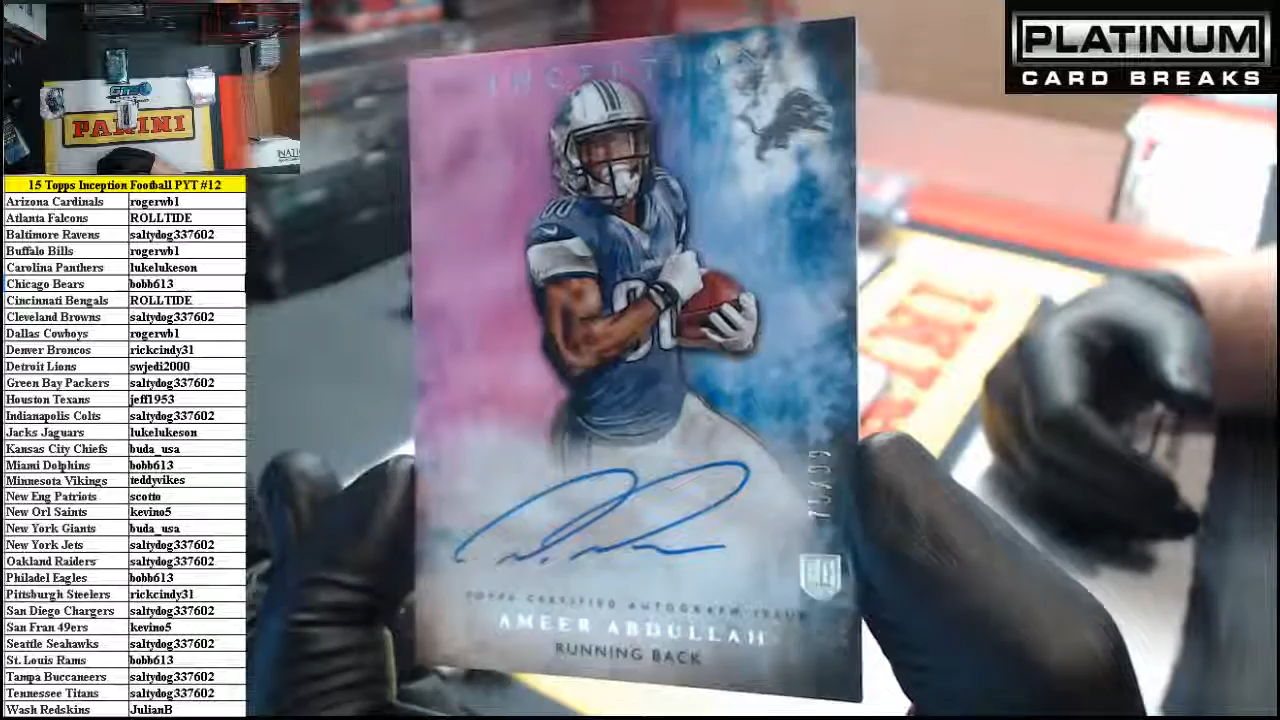 PLATINUM
CARD BREAKS
PANINI
15 Topps Inception Football PYT #12
Arizona Cardinals rogerwb1
Atlanta Falcons ROLLTIDE
Baltimore Ravens saltydog337602
Buffalo Bills rogerwb1
Carolina Panthers lukelukeson
Chicago Bears bobb613
Cincinnati Bengals ROLLTIDE
Cleveland Browns saltydog337602
Dallas Cowboys rogerwb1
Denver Broncos rickcindy31
Detroit Lions swjedi2000
Green Bay Packers saltydog337602
Houston Texans jeff1953
Indianapolis Colts saltydog337602
Jacks Jaguars lukelukeson
Kansas City Chiefs buda_usa
Miami Dolphins bobb613
Minnesota Vikings teddyvikes
New Eng Patriots scotto
New Orl Saints kevino5
New York Giants buda_usa
New York Jets saltydog337602
Oakland Raiders saltydog337602
Philadel Eagles bobb613
Pittsburgh Steelers rickcindy31
San Diego Chargers saltydog337602
San Fran 49ers kevino5
Seattle Seahawks saltydog337602
St. Louis Rams bobb613
Tampa Buccaneers saltydog337602
Tennessee Titans saltydog337602
Wash Redskins JulianB
INCEPTION
TOPPS CERTIFIED AUTOGRAPH ISSUE
AMEER ABDULLAH
RUNNING BACK